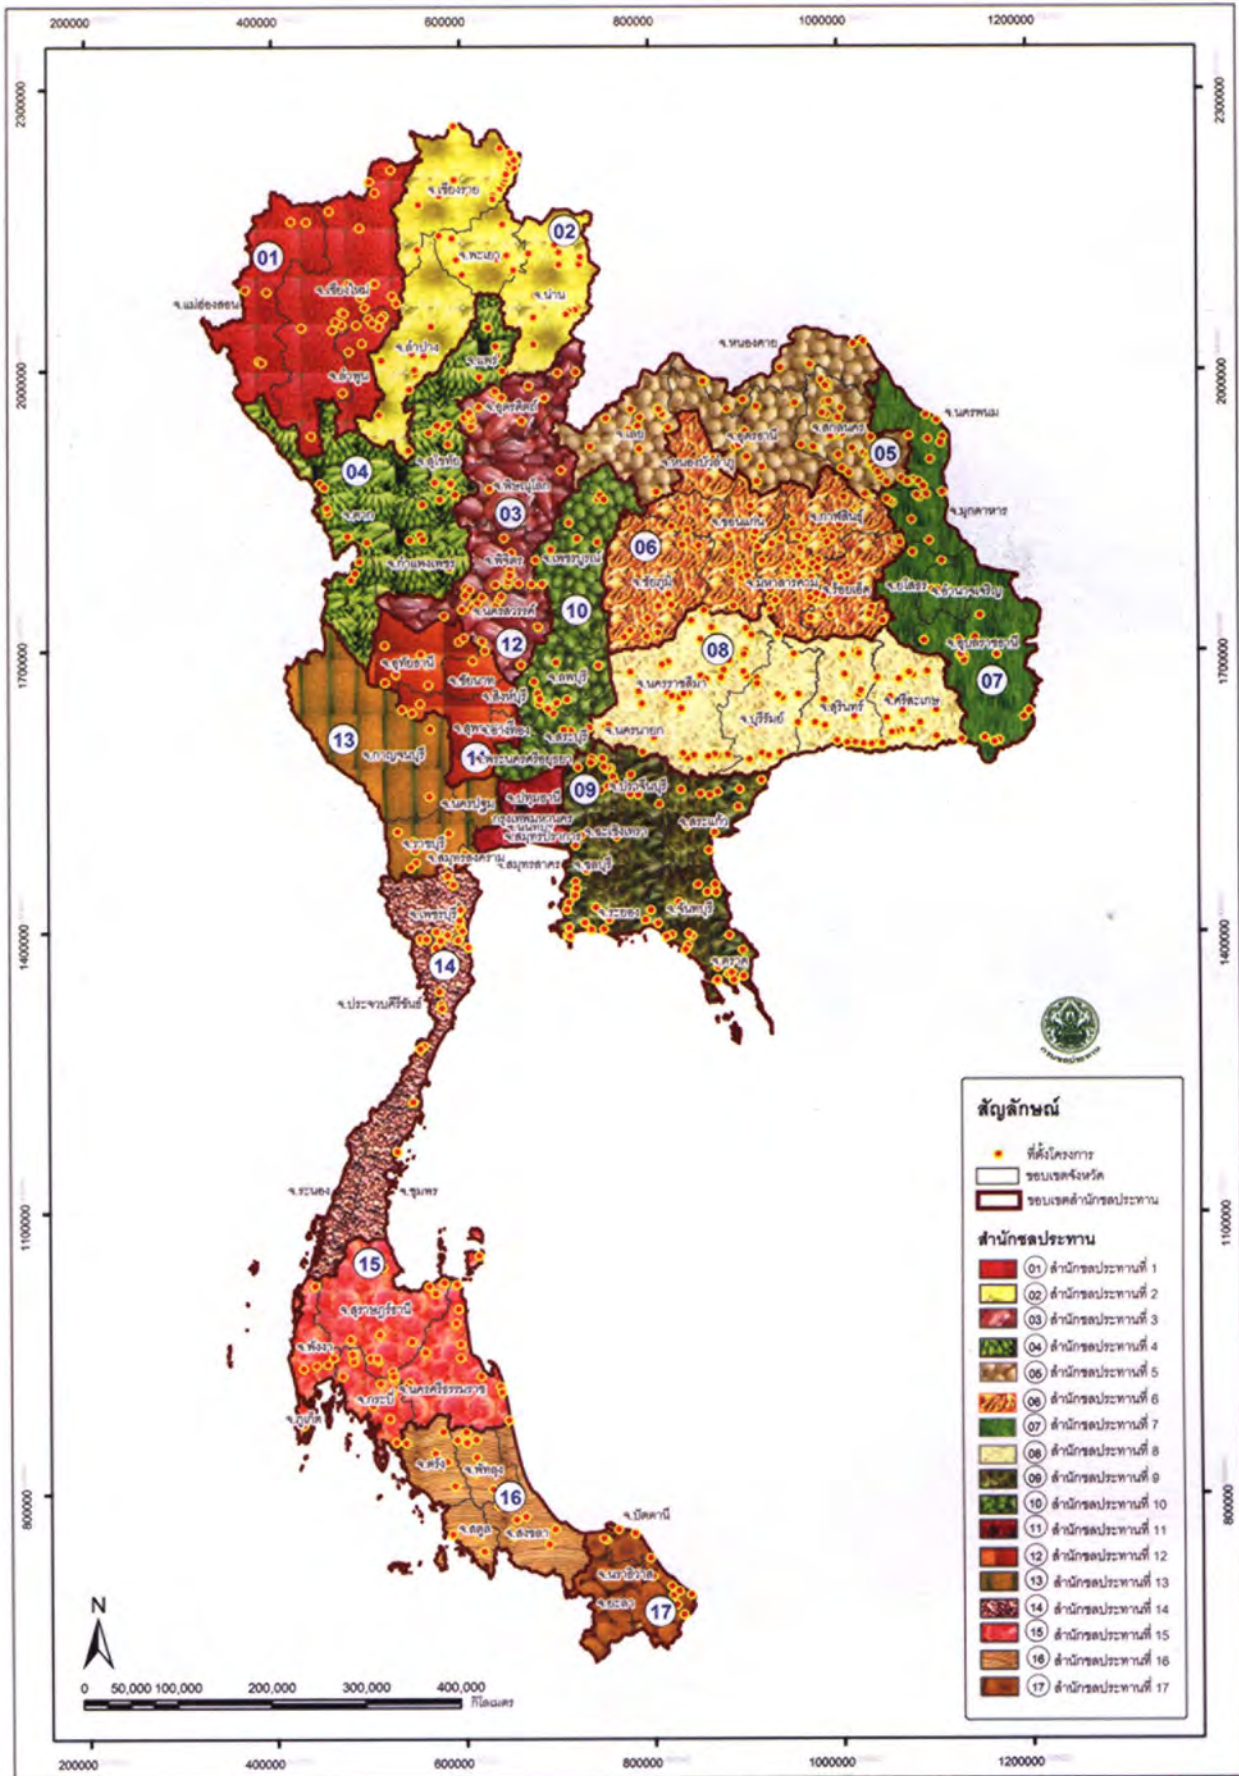 200000 400000 600000 800000 1000000 1200000
2300000
2300000
2000000
2000000
1700000
1700000
1400000
1400000
1100000
1100000
800000
800000
จ.เชียงราย
02
01
จ.พะเยา
จ.เชียงใหม่
จ.แม่ฮ่องสอน
จ.น่าน
จ.ลำปาง
จ.แพร่
จ.หนองคาย
จ.ลำพูน
จ.อุตรดิตถ์
จ.นครพนม
จ.เลย
จ.อุดรธานี
จ.สกลนคร
05
จ.สุโขทัย
จ.หนองบัวลำภู
04
จ.พิษณุโลก
03
จ.ตาก
จ.มุกดาหาร
จ.ขอนแก่น
จ.กาฬสินธุ์
06
จ.กำแพงเพชร
จ.พิจิตร
จ.เพชรบูรณ์
จ.ชัยภูมิ
จ.มหาสารคาม
จ.ร้อยเอ็ด
จ.ยโสธร
จ.อำนาจเจริญ
จ.นครสวรรค์
10
12
08
จ.อุบลราชธานี
จ.อุทัยธานี
จ.ชัยนาท
จ.ลพบุรี
จ.นครราชสีมา
07
จ.สิงห์บุรี
จ.บุรีรัมย์
จ.สุรินทร์
จ.ศรีสะเกษ
จ.อ่างทอง
จ.สระบุรี
จ.นครนายก
13
จ.กาญจนบุรี
จ.พระนครศรีอยุธยา
09
จ.ปราจีนบุรี
จ.นครปฐม
จ.ปทุมธานี
กรุงเทพมหานคร
จ.นนทบุรี
จ.ฉะเชิงเทรา
จ.สระแก้ว
จ.ราชบุรี
จ.สมุทรปราการ
จ.สมุทรสงคราม
จ.สมุทรสาคร
จ.ชลบุรี
จ.เพชรบุรี
จ.ระยอง
จ.จันทบุรี
14
จ.ตราด
จ.ประจวบคีรีขันธ์
จ.ระนอง
จ.ชุมพร
15
จ.สุราษฎร์ธานี
จ.พังงา
จ.กระบี่
จ.นครศรีธรรมราช
จ.ภูเก็ต
จ.ตรัง
จ.พัทลุง
16
จ.สตูล
จ.สงขลา
จ.ปัตตานี
จ.นราธิวาส
จ.ยะลา
17
กรมชลประทาน
สัญลักษณ์
ที่ตั้งโครงการ
ขอบเขตจังหวัด
ขอบเขตสำนักชลประทาน
สำนักชลประทาน
01 สำนักชลประทานที่ 1
02 สำนักชลประทานที่ 2
03 สำนักชลประทานที่ 3
04 สำนักชลประทานที่ 4
05 สำนักชลประทานที่ 5
06 สำนักชลประทานที่ 6
07 สำนักชลประทานที่ 7
08 สำนักชลประทานที่ 8
09 สำนักชลประทานที่ 9
10 สำนักชลประทานที่ 10
11 สำนักชลประทานที่ 11
12 สำนักชลประทานที่ 12
13 สำนักชลประทานที่ 13
14 สำนักชลประทานที่ 14
15 สำนักชลประทานที่ 15
16 สำนักชลประทานที่ 16
17 สำนักชลประทานที่ 17
N
0 50,000 100,000 200,000 300,000 400,000
กิโลเมตร
200000 400000 600000 800000 1000000 1200000